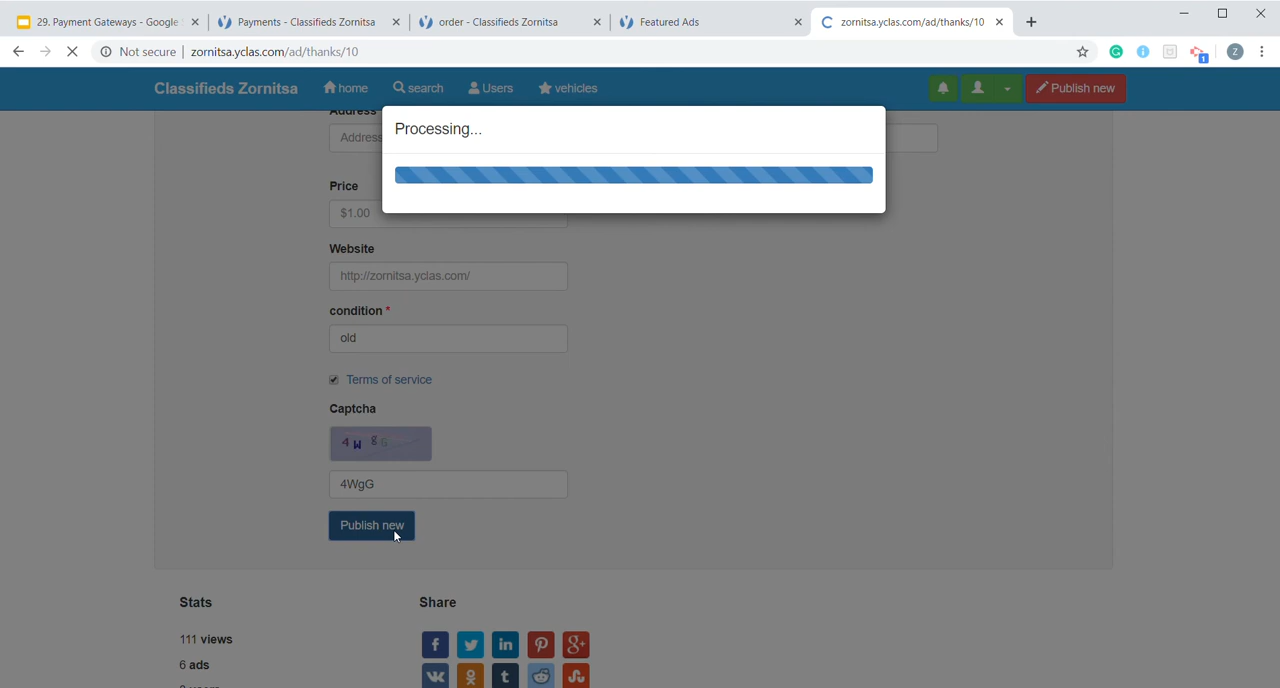 29. Payment Gateways - Google
Payments - Classifieds Zornitsa
order - Classifieds Zornitsa
Featured Ads
zornitsa.yclas.com/ad/thanks/10
Not secure | zornitsa.yclas.com/ad/thanks/10
Z
1
Classifieds Zornitsa
home
search
Users
vehicles
Publish new
Address
Processing...
Address
Price
$1.00
Website
http://zornitsa.yclas.com/
condition *
old
Terms of service
Captcha
4WgG
4WgG
Publish new
Stats
Share
111 views
6 ads